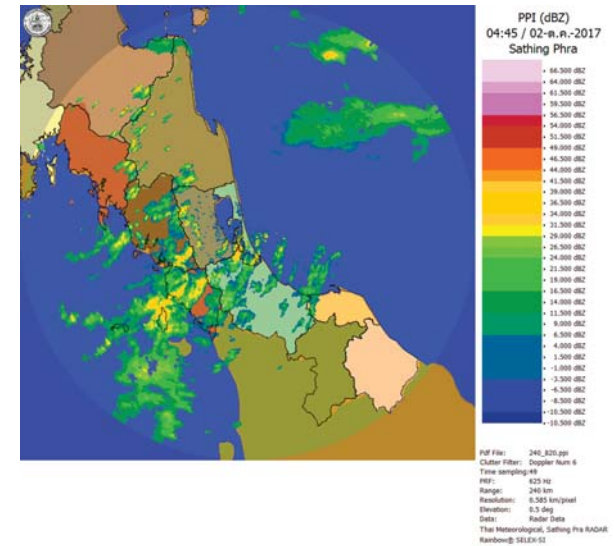 PPI (dBZ)
04:45 / 02-ต.ค.-2017
Sathing Phra
66.500 dBZ
64.000 dBZ
61.500 dBZ
59.500 dBZ
56.500 dBZ
54.000 dBZ
51.500 dBZ
49.000 dBZ
46.500 dBZ
44.000 dBZ
41.500 dBZ
39.000 dBZ
36.500 dBZ
34.000 dBZ
31.500 dBZ
29.000 dBZ
26.500 dBZ
24.000 dBZ
19.000 dBZ
16.500 dBZ
14.000 dBZ
11.500 dBZ
9.000 dBZ
6.500 dBZ
4.000 dBZ
1.500 dBZ
-1.000 dBZ
-3.500 dBZ
-6.500 dBZ
-8.500 dBZ
-10.500 dBZ
-10.500 dBZ
Pdf File: 240_820.ppi
Clutter Filter: Doppler Num 6
Time sampling:49
PRF: 625 Hz
Range: 240 km
Resolution: 0.585 km/pixel
Elevation: 0.5 deg
Data: Radar Data
Thai Meteorological, Sathing Pra RADAR
Rainbow® SELEX-SI